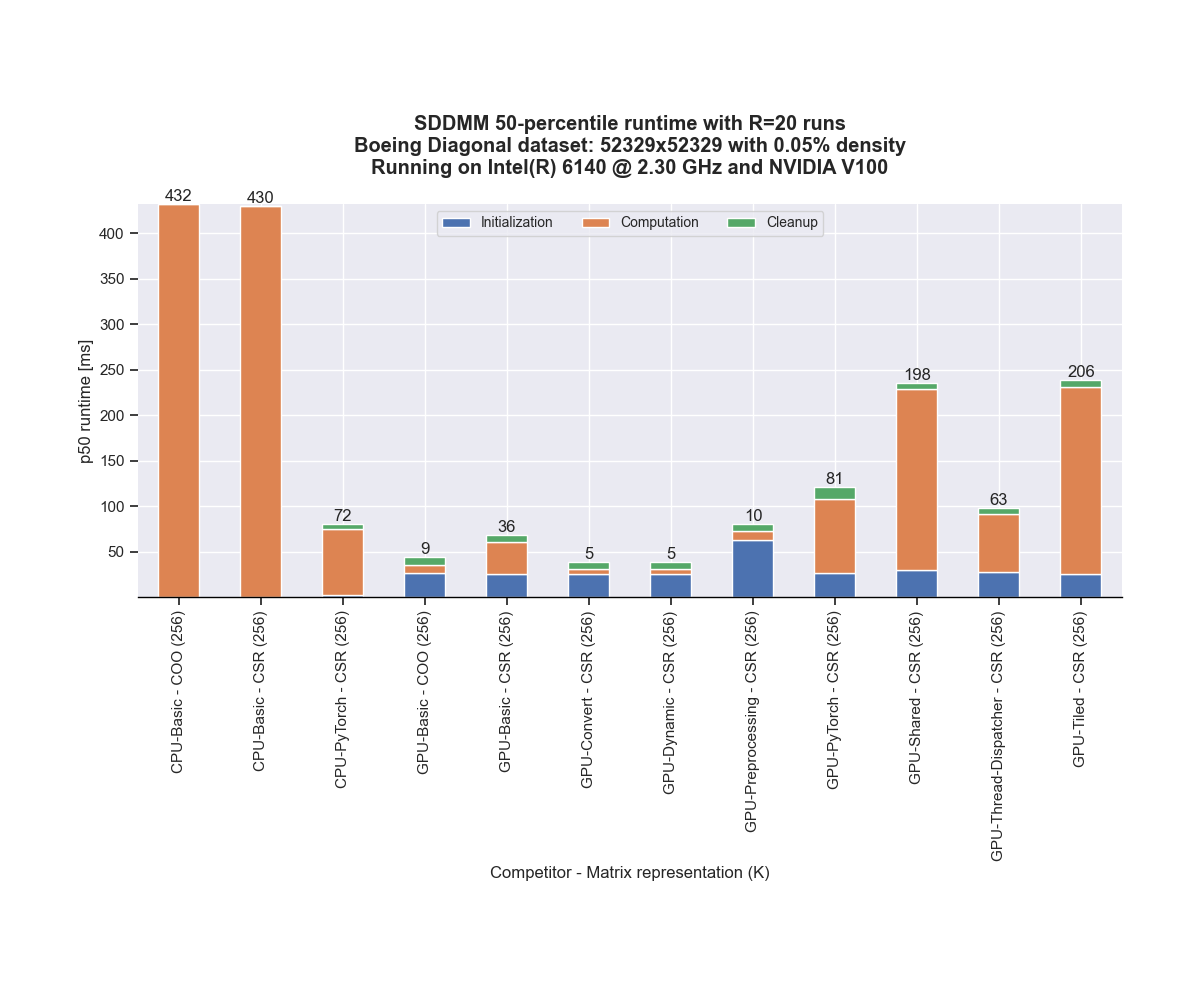 SDDMM 50-percentile runtime with R=20 runs
Boeing Diagonal dataset: 52329x52329 with 0.05% density
Running on Intel(R) 6140 @ 2.30 GHz and NVIDIA V100
Initialization
Computation
Cleanup
p50 runtime [ms]
400
350
300
250
200
150
100
50
432
430
72
9
36
5
5
10
81
198
63
206
CPU-Basic - COO (256)
CPU-Basic - CSR (256)
CPU-PyTorch - CSR (256)
GPU-Basic - COO (256)
GPU-Basic - CSR (256)
GPU-Convert - CSR (256)
GPU-Dynamic - CSR (256)
GPU-Preprocessing - CSR (256)
GPU-PyTorch - CSR (256)
GPU-Shared - CSR (256)
GPU-Thread-Dispatcher - CSR (256)
GPU-Tiled - CSR (256)
Competitor - Matrix representation (K)